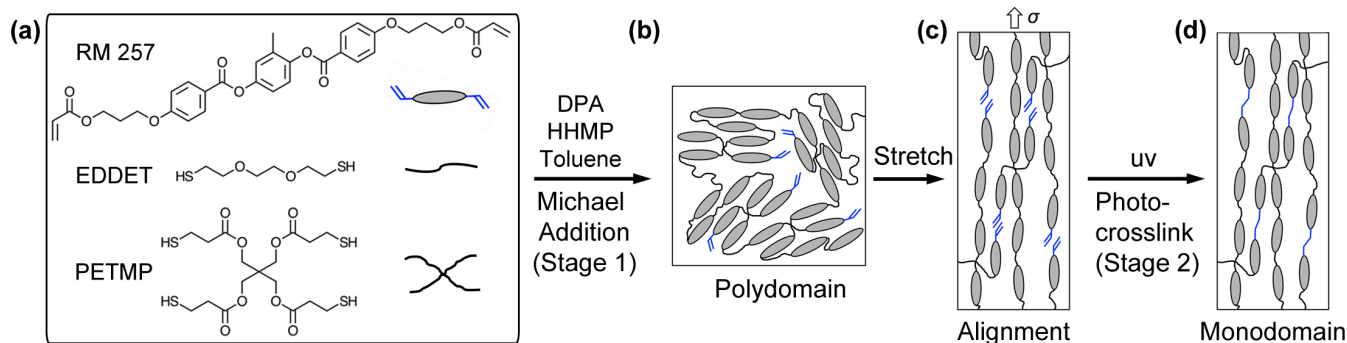 (a)
RM 257
O
O
O
O
O
O
O
O
O
O
EDDET
HS
O
O
SH
PETMP
HS
O
O
SH
O
O
O
O
HS
O
O
SH
DPA
HHMP
Toluene
Michael
Addition
(Stage 1)
(b)
Polydomain
Stretch
(c)
σ
Alignment
uv
Photo-
crosslink
(Stage 2)
(d)
Monodomain